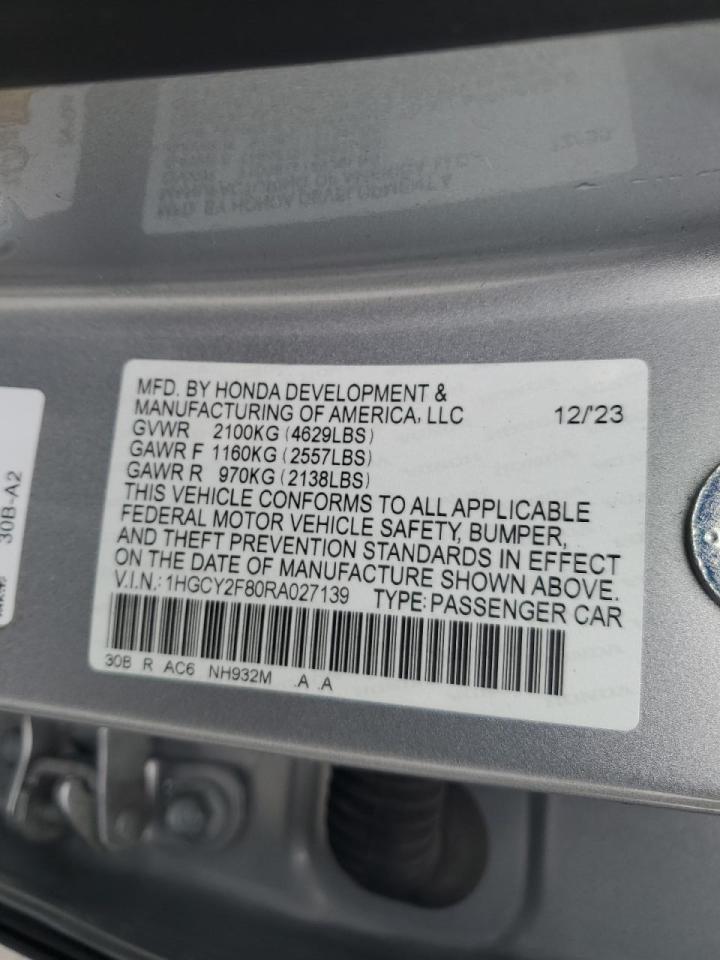 MFD. BY HONDA DEVELOPMENT &
MANUFACTURING OF AMERICA, LLC 12/'23
GVWR 2100KG (4629LBS)
GAWR F 1160KG (2557LBS)
GAWR R 970KG (2138LBS)
THIS VEHICLE CONFORMS TO ALL APPLICABLE
FEDERAL MOTOR VEHICLE SAFETY, BUMPER,
AND THEFT PREVENTION STANDARDS IN EFFECT
ON THE DATE OF MANUFACTURE SHOWN ABOVE.
V.I.N.: 1HGCY2F80RA027139 TYPE: PASSENGER CAR
30B R AC6 NH932M .A .A
30B-A2